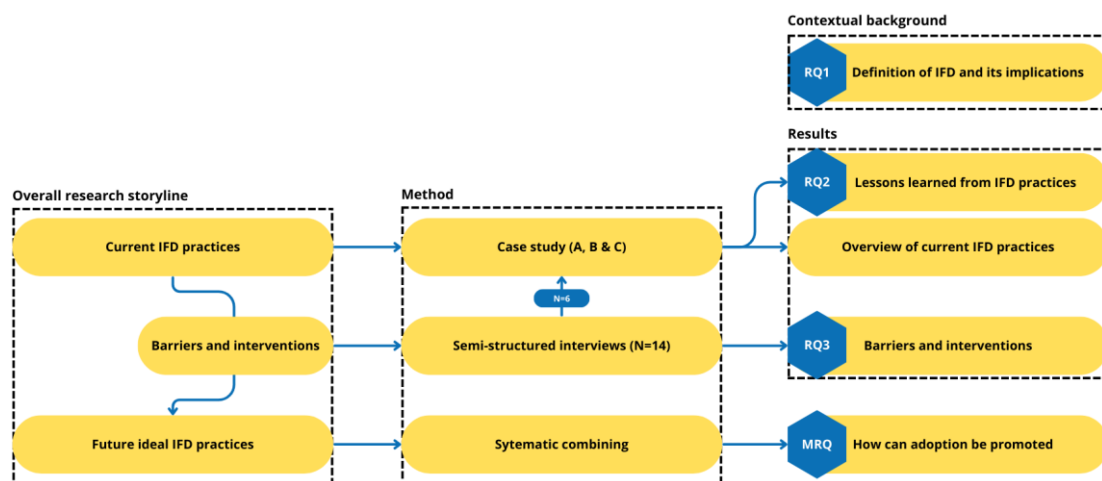 Contextual background
RQ1
Definition of IFD and its implications
Results
RQ2
Lessons learned from IFD practices
Overall research storyline
Method
Current IFD practices
Case study (A, B & C)
Overview of current IFD practices
N=6
Barriers and interventions
Semi-structured interviews (N=14)
RQ3
Barriers and interventions
Future ideal IFD practices
Sytematic combining
MRQ
How can adoption be promoted